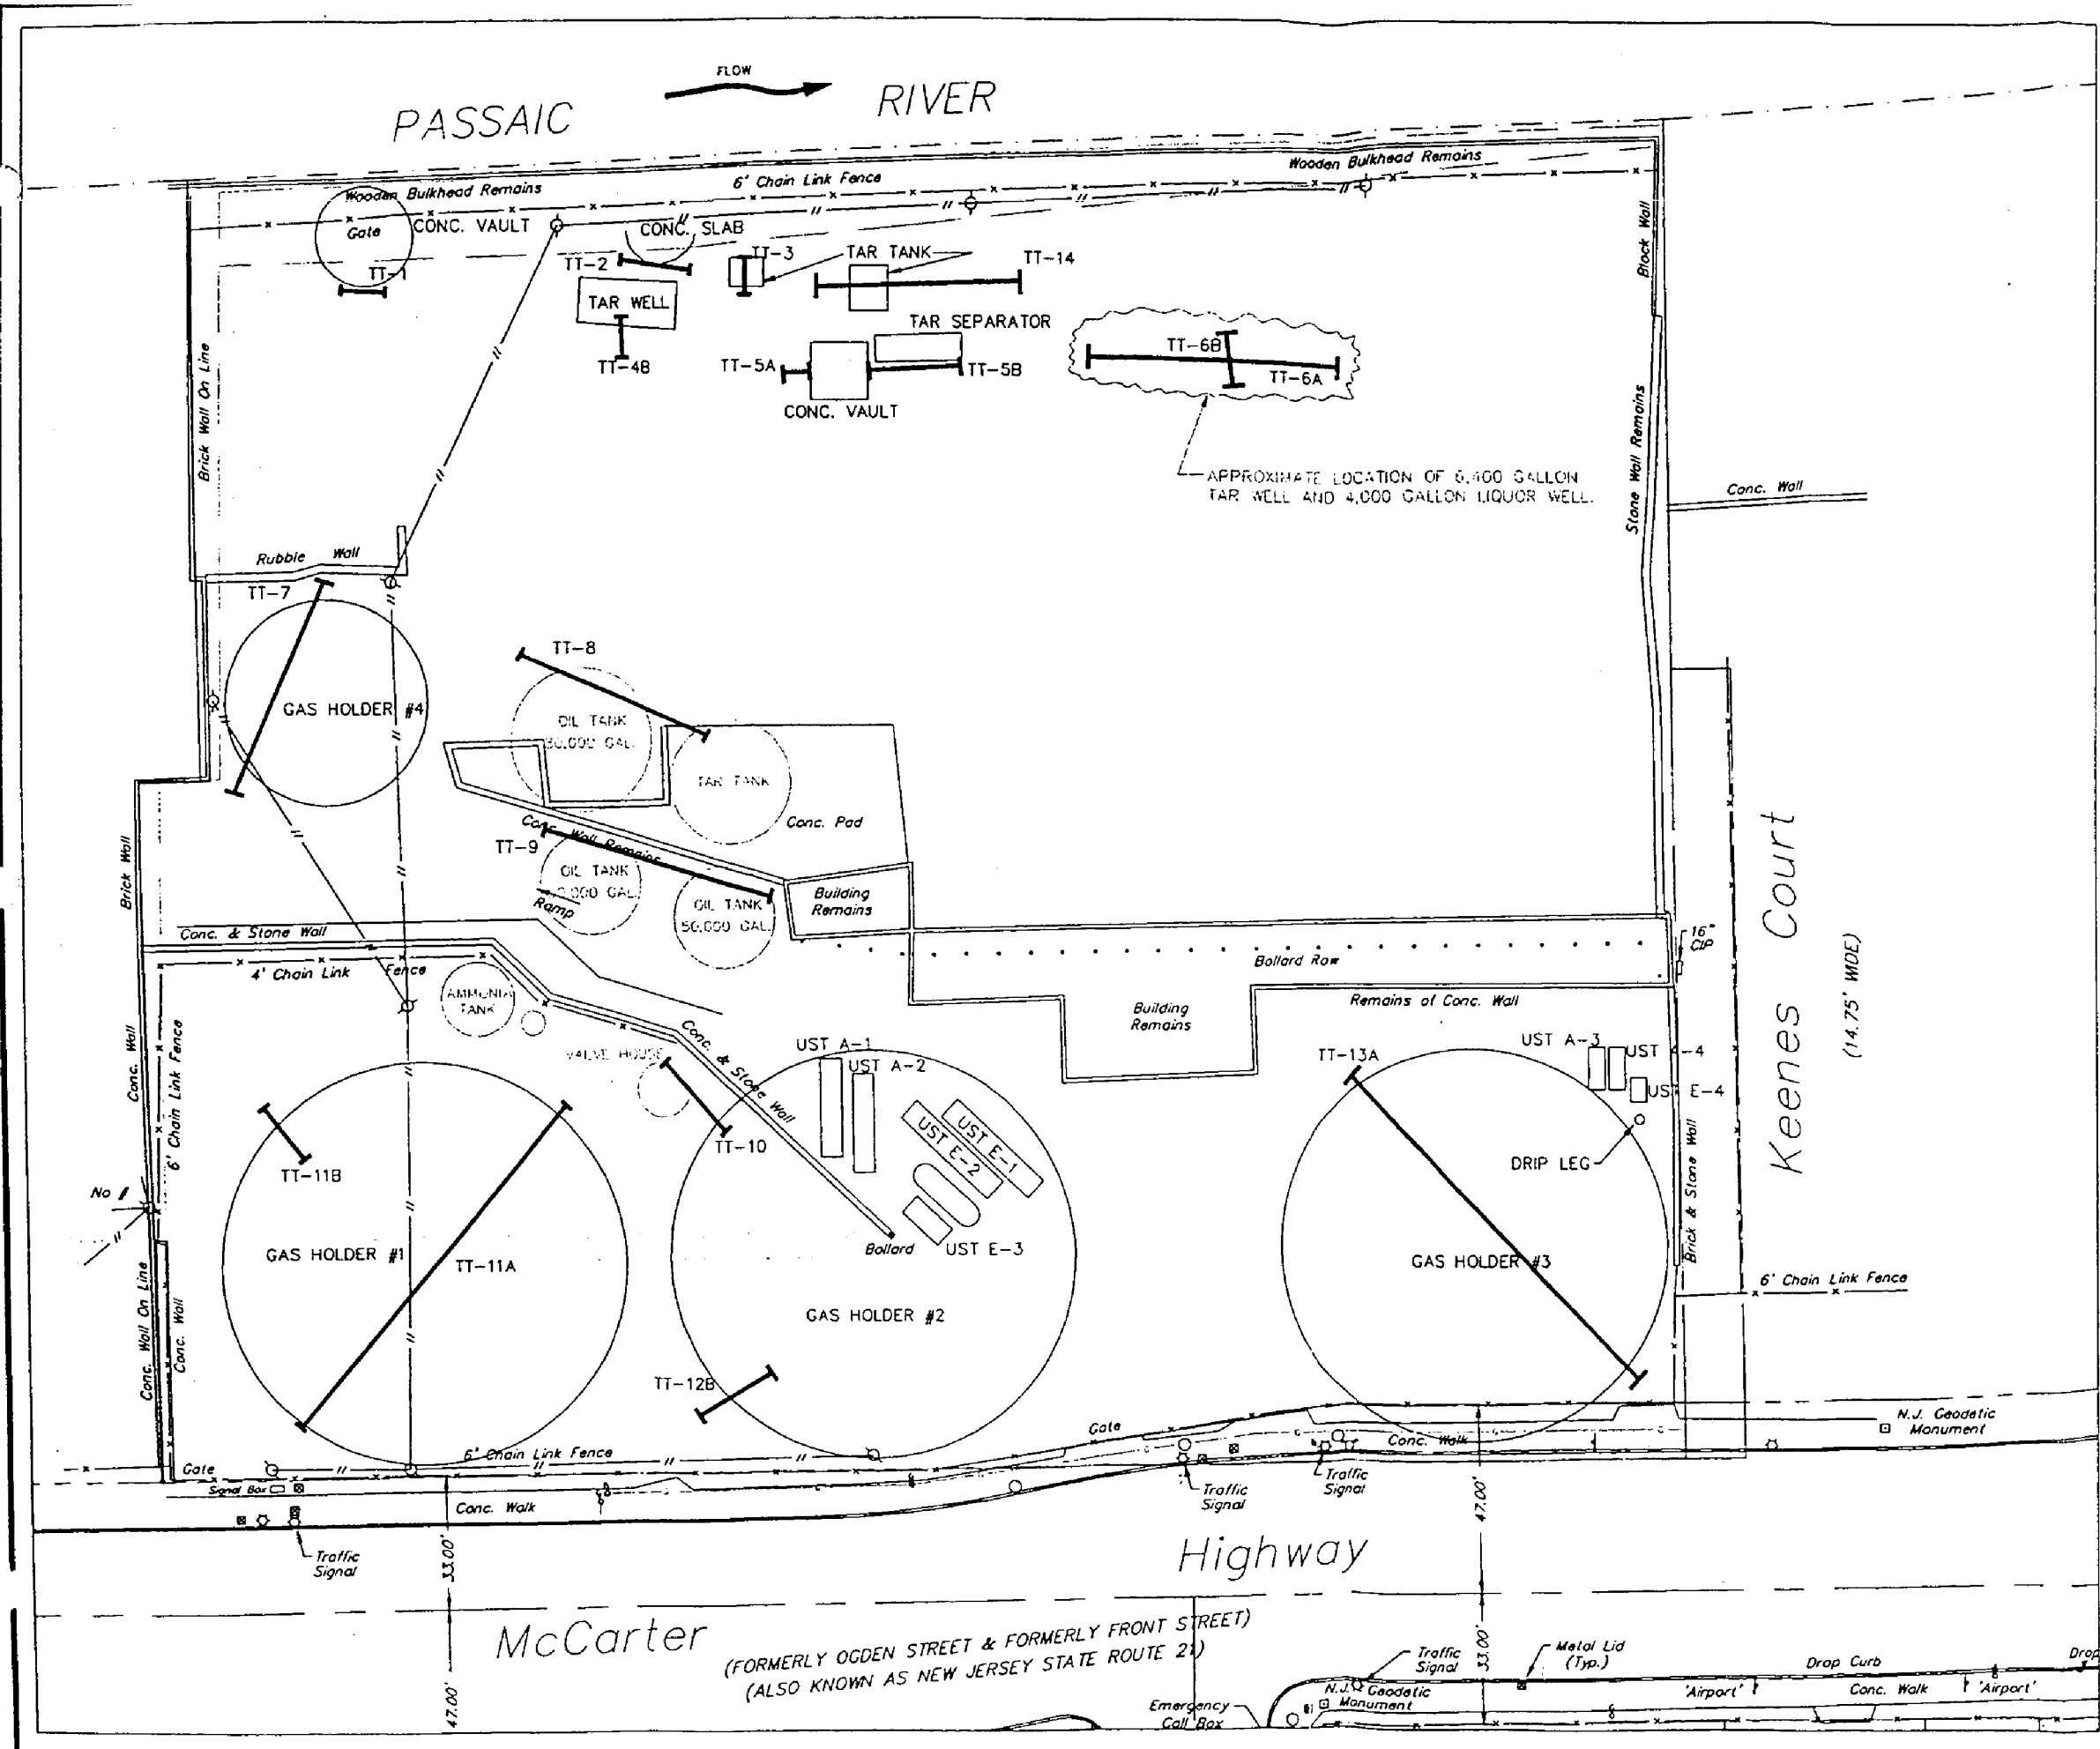 FLOW
PASSAIC RIVER
Wooden Bulkhead Remains
6' Chain Link Fence
Wooden Bulkhead Remains
Gate
CONC. VAULT
CONC. SLAB
TT-1
TT-2
TT-3
TAR TANK
TT-14
TAR WELL
TT-4B
TAR SEPARATOR
TT-5A
TT-5B
CONC. VAULT
TT-6B
TT-6A
APPROXIMATE LOCATION OF 6,400 GALLON
TAR WELL AND 4,000 GALLON LIQUOR WELL.
Brick Wall On Line
Block Wall
Stone Wall Remains
Conc. Wall
Rubble Wall
TT-7
GAS HOLDER #4
TT-8
OIL TANK
GAL.
TAR TANK
Conc. Pad
Conc. Wall Remains
TT-9
OIL TANK
GAL.
Ramp
OIL TANK
50,000 GAL.
Building
Remains
Brick Wall
Conc. & Stone Wall
4' Chain Link Fence
Bollard Row
16"
CIP
Keenes Court
(14.75' WIDE)
AMMONIA
TANK
Building
Remains
Remains of Conc. Wall
Conc. Wall
6' Chain Link Fence
VALVE HOUSE
Conc. & Stone Wall
UST A-1
UST A-2
TT-13A
UST A-3
UST A-4
UST E-4
TT-10
UST E-1
UST E-2
DRIP LEG
TT-11B
No
GAS HOLDER #1
TT-11A
Bollard
UST E-3
GAS HOLDER #3
Brick & Stone Wall
6' Chain Link Fence
GAS HOLDER #2
Conc. Wall On Line
Conc. Wall
TT-12B
Gate
N.J. Geodetic
Monument
6' Chain Link Fence
Conc. Walk
Gate
Signal Box
Conc. Walk
Traffic
Signal
Traffic
Signal
Traffic
Signal
33.00'
47.00'
47.00'
33.00'
McCarter Highway
(FORMERLY OGDEN STREET & FORMERLY FRONT STREET)
(ALSO KNOWN AS NEW JERSEY STATE ROUTE 21)
Traffic
Signal
Metal Lid
(Typ.)
Drop Curb
Drop
N.J. Geodetic
Monument
'Airport'
Conc. Walk
'Airport'
Emergency
Call Box